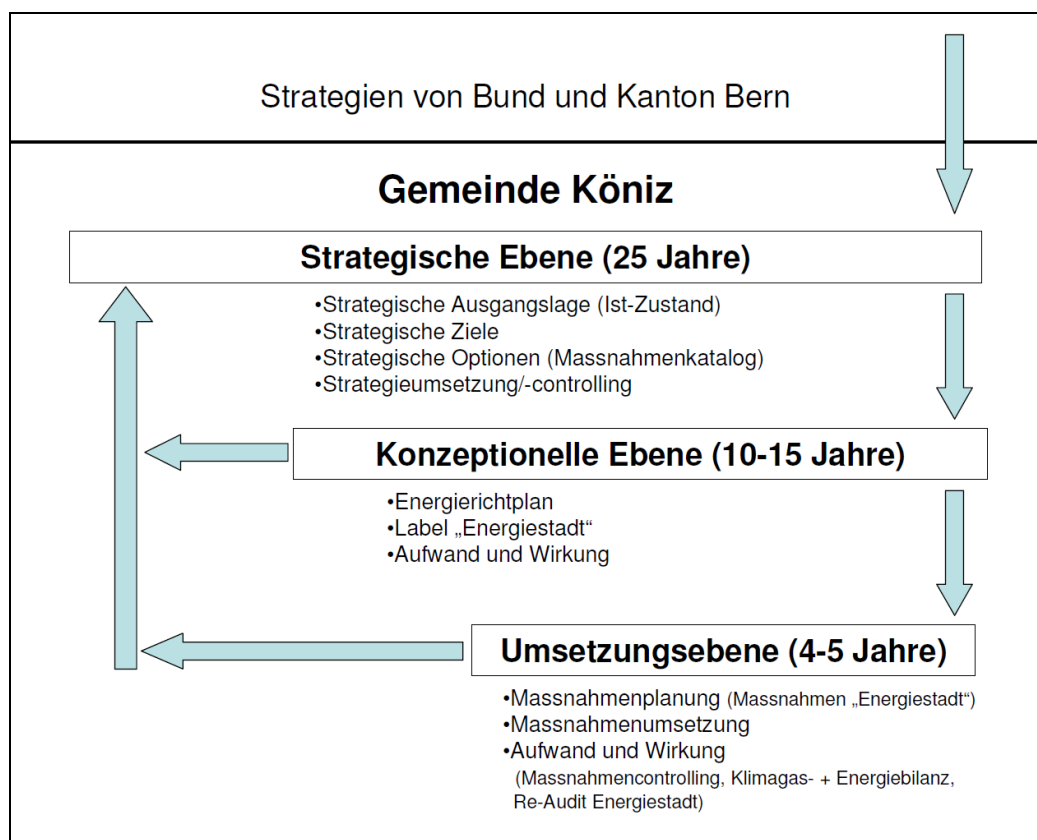 Strategien von Bund und Kanton Bern
Gemeinde Köniz
Strategische Ebene (25 Jahre)
•Strategische Ausgangslage (Ist-Zustand)
•Strategische Ziele
•Strategische Optionen (Massnahmenkatalog)
•Strategieumsetzung/-controlling
Konzeptionelle Ebene (10-15 Jahre)
•Energierichtplan
•Label „Energiestadt“
•Aufwand und Wirkung
Umsetzungsebene (4-5 Jahre)
•Massnahmenplanung (Massnahmen „Energiestadt“)
•Massnahmenumsetzung
•Aufwand und Wirkung
(Massnahmencontrolling, Klimagas- + Energiebilanz,
Re-Audit Energiestadt)